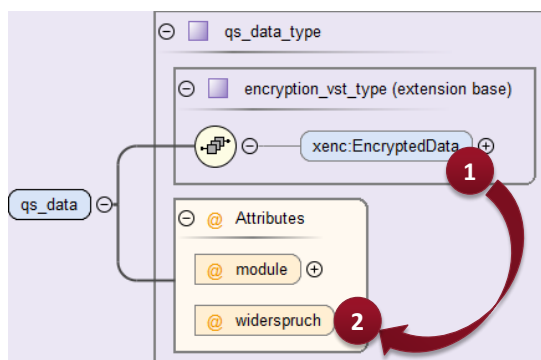 qs_data_type
encryption_vst_type (extension base)
xenc:EncryptedData
1
qs_data
@ Attributes
@ module
@ widerspruch
2